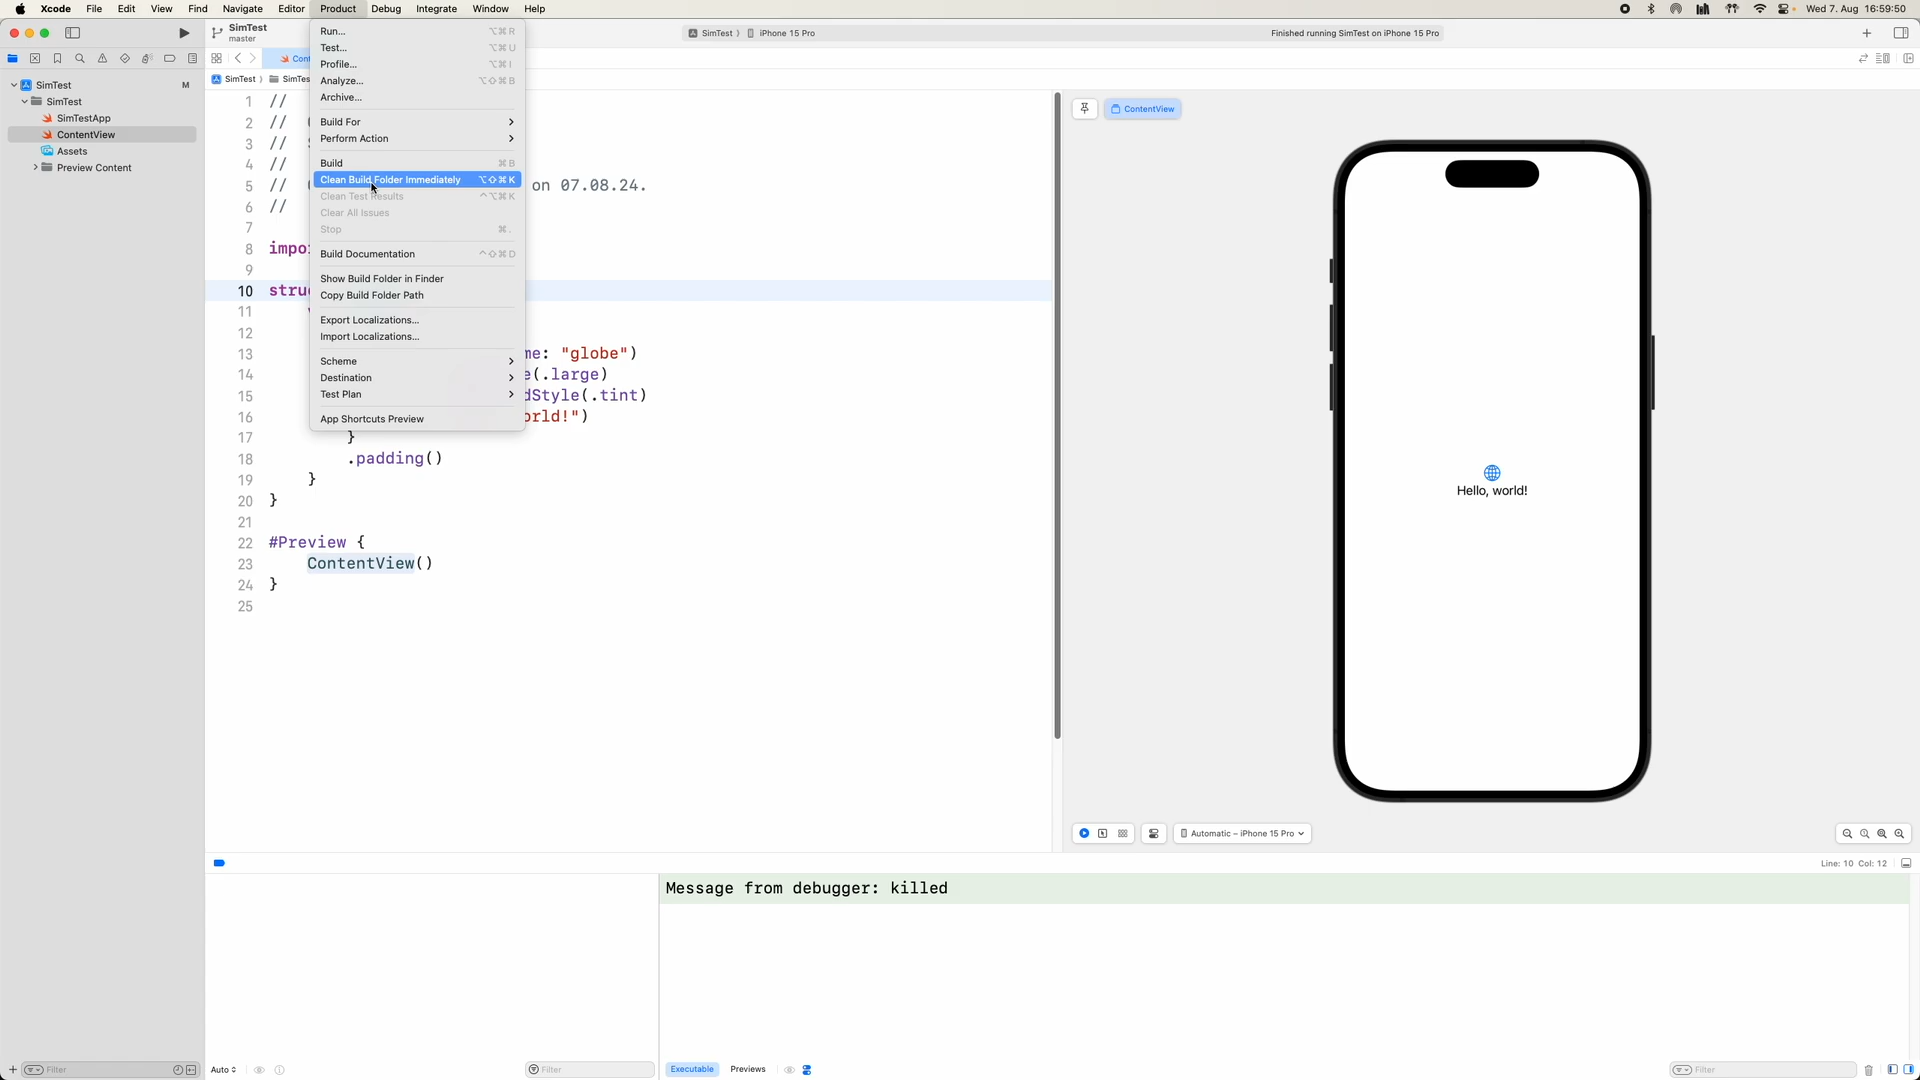 Xcode File Edit View Find Navigate Editor Product Debug Integrate Window Help Wed 7. Aug 16:59:50
SimTest
master
SimTest iPhone 15 Pro
Finished running SimTest on iPhone 15 Pro
SimTest M
SimTest
SimTestApp
ContentView
Assets
Preview Content
Filter
Cont
SimTest SimTes
Run... ⌥⌘R
Test... ⌥⌘U
Profile... ⌥⌘I
Analyze... ⌥⇧⌘B
Archive...
Build For
Perform Action
Build ⌘B
Clean Build Folder Immediately ⌥⇧⌘K
Clean Test Results ^⌥⌘K
Clear All Issues
Stop ⌘.
Build Documentation ^⇧⌘D
Show Build Folder in Finder
Copy Build Folder Path
Export Localizations...
Import Localizations...
Scheme
Destination
Test Plan
App Shortcuts Preview
1 //
2 //
3 //
4 //
5 // on 07.08.24.
6 //
7
8 impo
9
10 stru
11
12
13 me: "globe")
14 e(.large)
15 dStyle(.tint)
16 orld!")
17 }
18 .padding()
19 }
20 }
21
22 #Preview {
23 ContentView()
24 }
25
ContentView
Hello, world!
Automatic – iPhone 15 Pro
Line: 10 Col: 12
Message from debugger: killed
Auto
Filter
Executable Previews
Filter